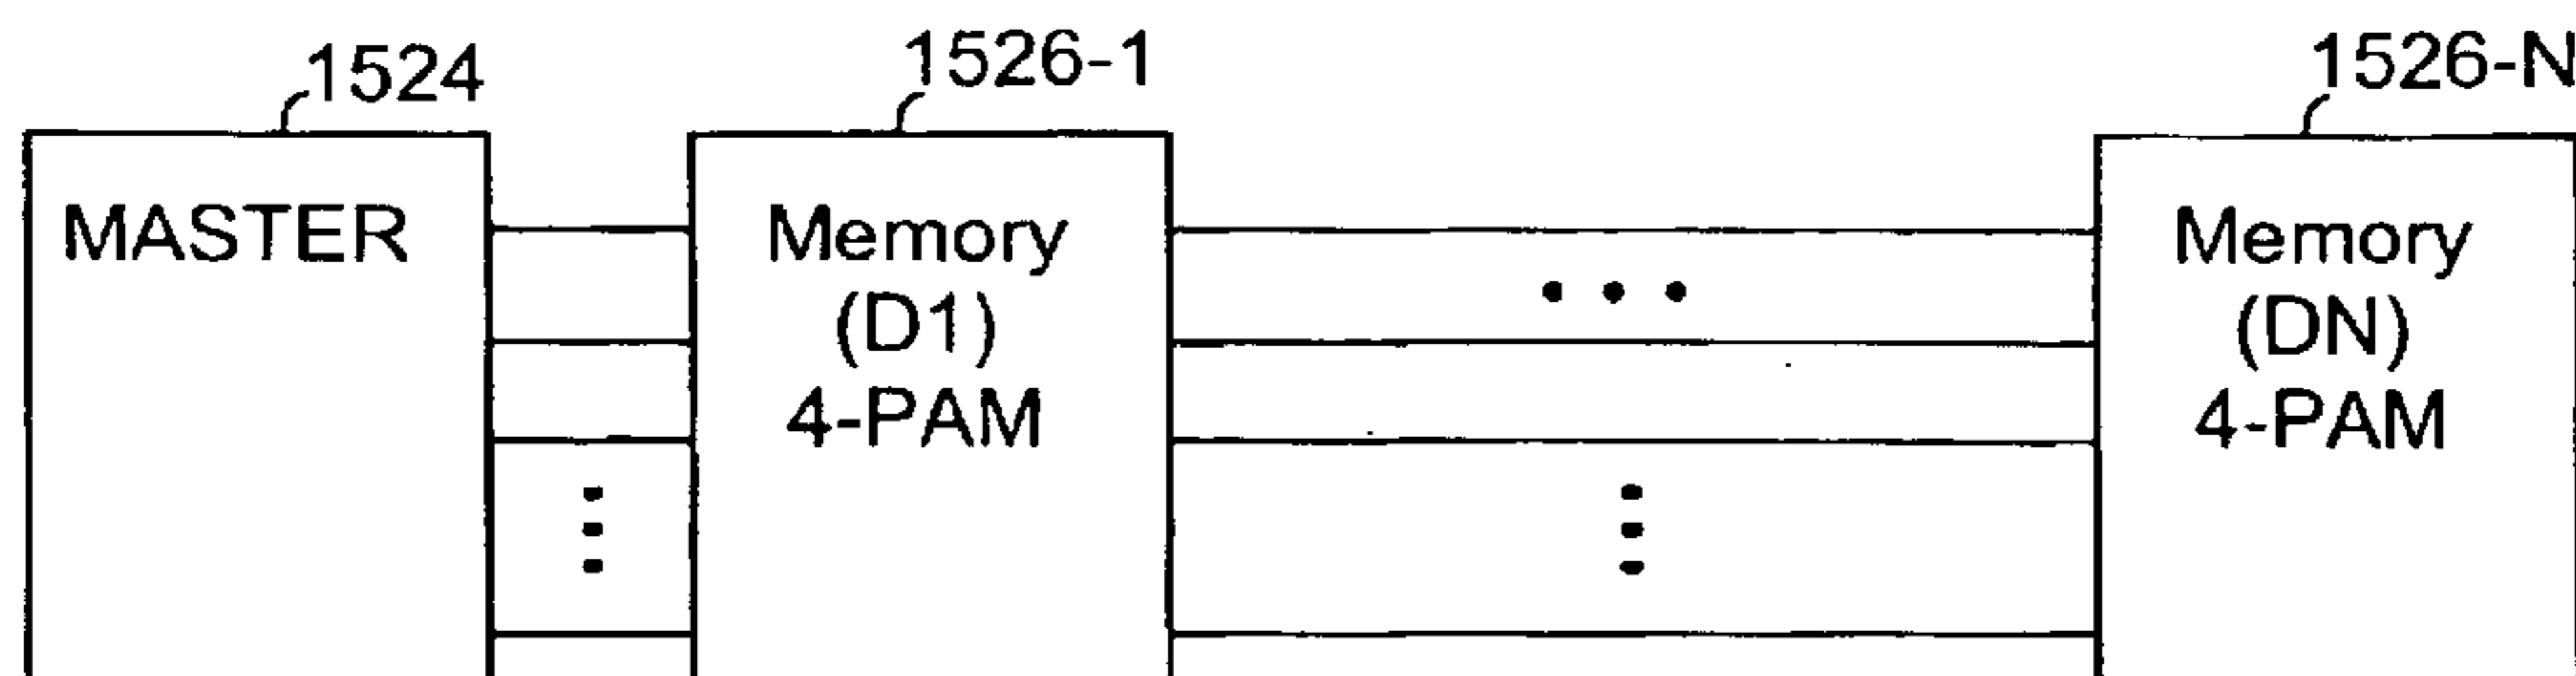 1524
1526-1
1526-N
MASTER
Memory
(D1)
4-PAM
Memory
(DN)
4-PAM